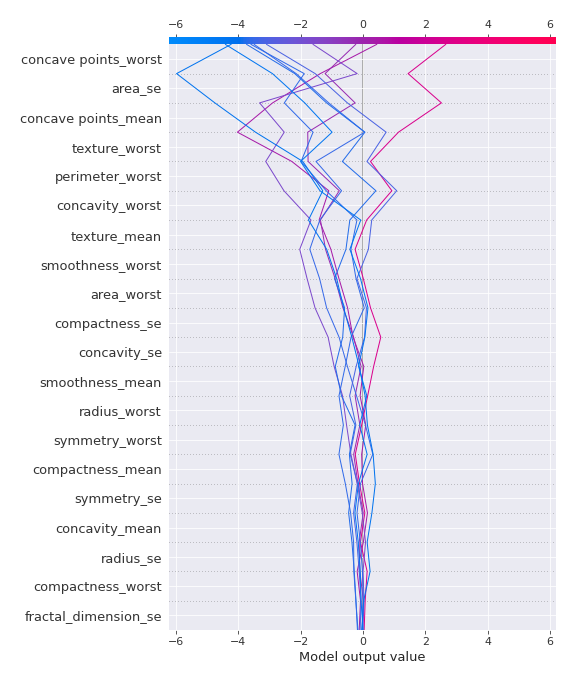 −6 −4 −2 0 2 4 6
concave points_worst
area_se
concave points_mean
texture_worst
perimeter_worst
concavity_worst
texture_mean
smoothness_worst
area_worst
compactness_se
concavity_se
smoothness_mean
radius_worst
symmetry_worst
compactness_mean
symmetry_se
concavity_mean
radius_se
compactness_worst
fractal_dimension_se
−6 −4 −2 0 2 4 6
Model output value